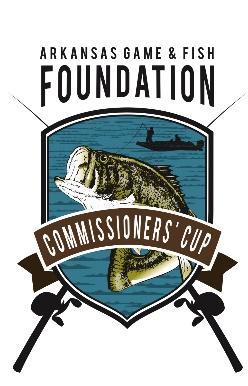 ARKANSAS GAME & FISH
FOUNDATION
COMMISSIONERS' CUP